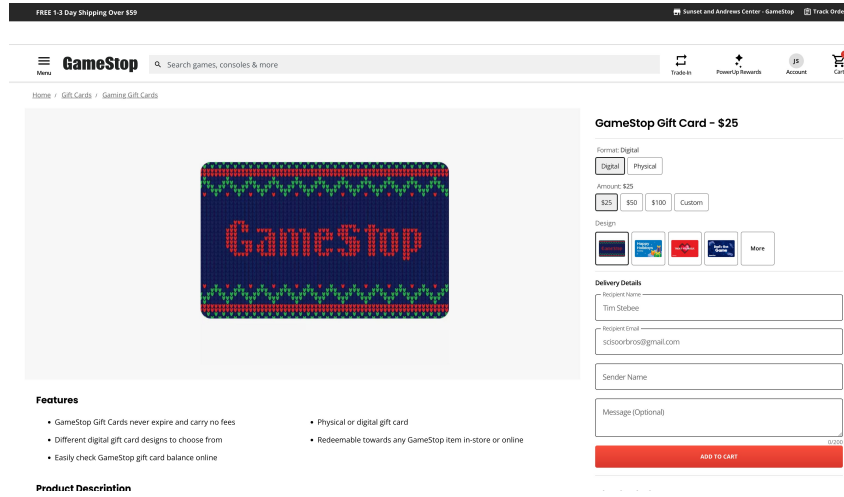 FREE 1-3 Day Shipping Over $59
Sunset and Andrews Center - GameStop
Track Orde
Menu
GameStop
Search games, consoles & more
Trade-In
PowerUp Rewards
JS
Account
Cart
Home / Gift Cards / Gaming Gift Cards
GameStop
GameStop Gift Card - $25
Format: Digital
Digital
Physical
Amount: $25
$25
$50
$100
Custom
Design
GameStop
Happy Holidays
More
Delivery Details
Recipient Name
Tim Stebee
Recipient Email
scisoorbros@gmail.com
Sender Name
Message (Optional)
0/200
ADD TO CART
Features
• GameStop Gift Cards never expire and carry no fees
• Different digital gift card designs to choose from
• Easily check GameStop gift card balance online
• Physical or digital gift card
• Redeemable towards any GameStop item in-store or online
Product Description